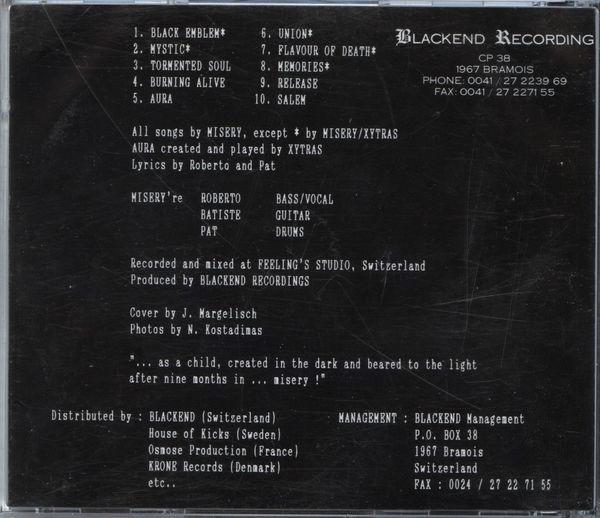 1. BLACK EMBLEM*
2. MYSTIC*
3. TORMENTED SOUL
4. BURNING ALIVE
5. AURA
6. UNION*
7. FLAVOUR OF DEATH*
8. MEMORIES*
9. RELEASE
10. SALEM
BLACKEND RECORDING
CP 38
1967 BRAMOIS
PHONE: 0041 / 27 2239 69
FAX: 0041 / 27 2271 55
All songs by MISERY, except * by MISERY/XYTRAS
AURA created and played by XYTRAS
Lyrics by Roberto and Pat
MISERY're ROBERTO BASS/VOCAL
BATISTE GUITAR
PAT DRUMS
Recorded and mixed at FEELING'S STUDIO, Switzerland
Produced by BLACKEND RECORDINGS
Cover by J. Margelisch
Photos by N. Kostadimas
"... as a child, created in the dark and beared to the light
after nine months in ... misery !"
Distributed by : BLACKEND (Switzerland)
House of Kicks (Sweden)
Osmose Production (France)
KRONE Records (Denmark)
etc..
MANAGEMENT : BLACKEND Management
P.O. BOX 38
1967 Bramois
Switzerland
FAX : 0024 / 27 22 71 55